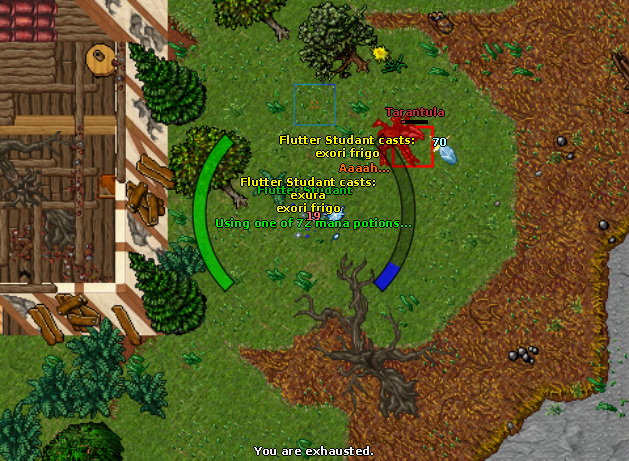 Tarantula
Flutter Studant casts:
exori frigo
70
Aaaah...
Flutter Studant casts:
Flutter Studant
exura
exori frigo
19
Using one of 72 mana potions...
You are exhausted.